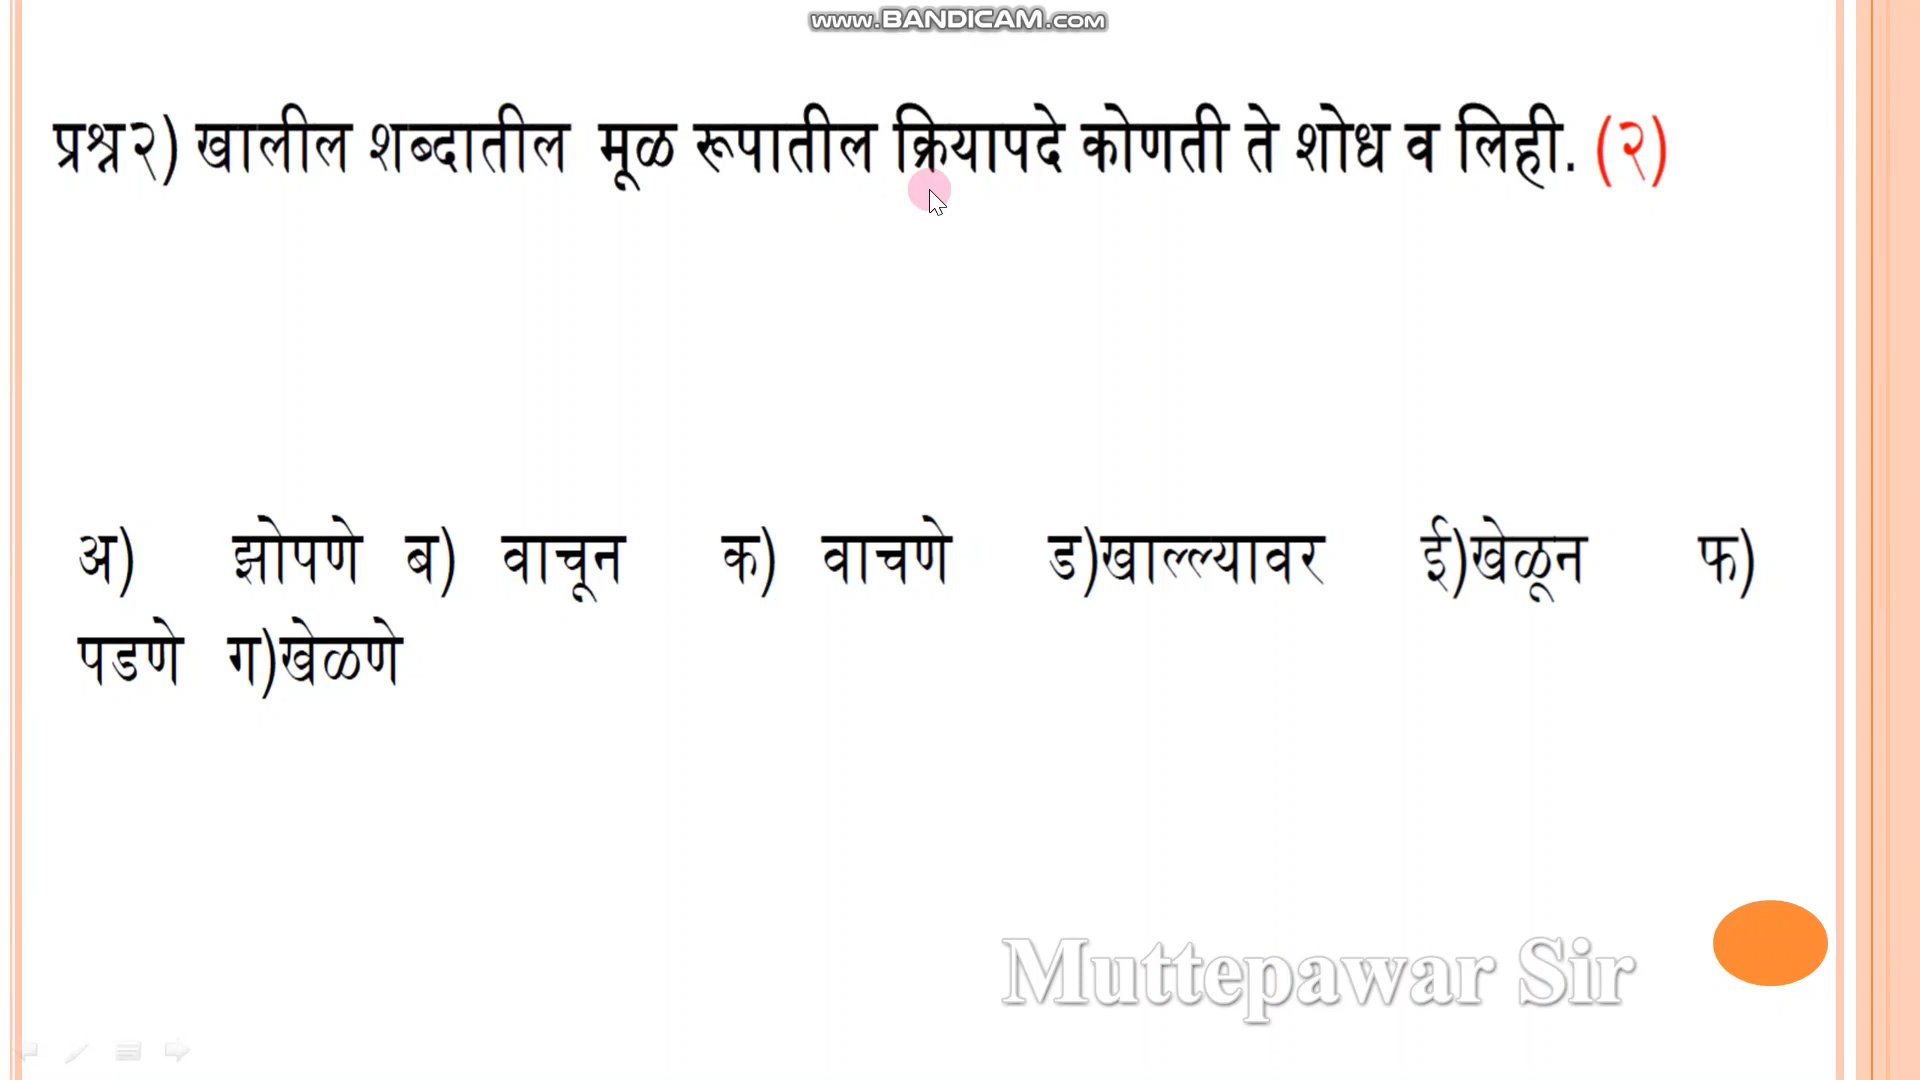 www.BANDICAM.com
प्रश्न२) खालील शब्दातील मूळ रूपातील क्रियापदे कोणती ते शोध व लिही. (२)
अ) झोपणे ब) वाचून क) वाचणे ड)खाल्ल्यावर ई)खेळून फ)
पडणे ग)खेळणे
Muttepawar Sir